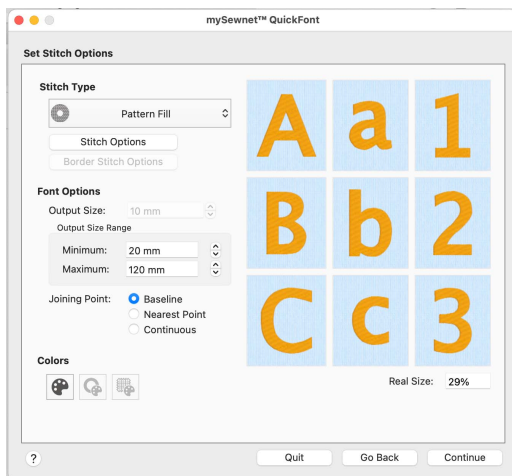 mySewnet™ QuickFont
Set Stitch Options
Stitch Type
Pattern Fill
Stitch Options
Border Stitch Options
Font Options
Output Size: 10 mm
Output Size Range
Minimum: 20 mm
Maximum: 120 mm
Joining Point: Baseline
Nearest Point
Continuous
Colors
A a 1
B b 2
C c 3
Real Size: 29%
? Quit Go Back Continue